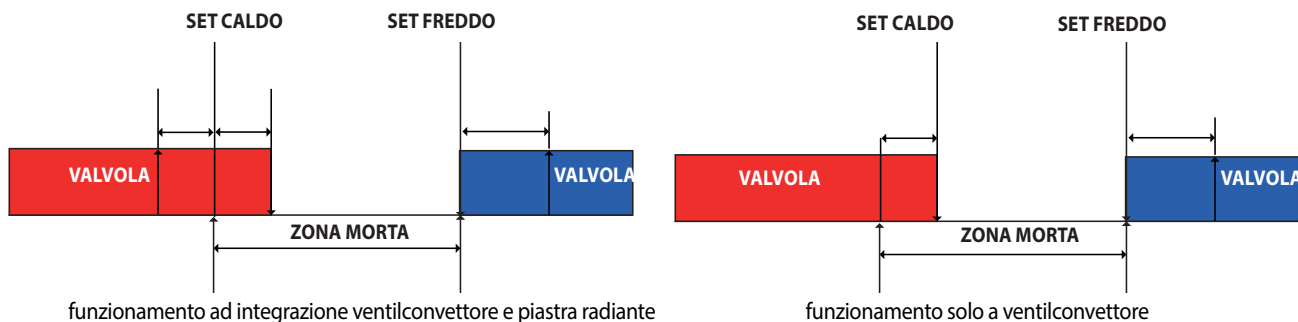 SET CALDO SET FREDDO
VALVOLA VALVOLA
ZONA MORTA
funzionamento ad integrazione ventilconvettore e piastra radiante
SET CALDO SET FREDDO
VALVOLA VALVOLA
ZONA MORTA
funzionamento solo a ventilconvettore